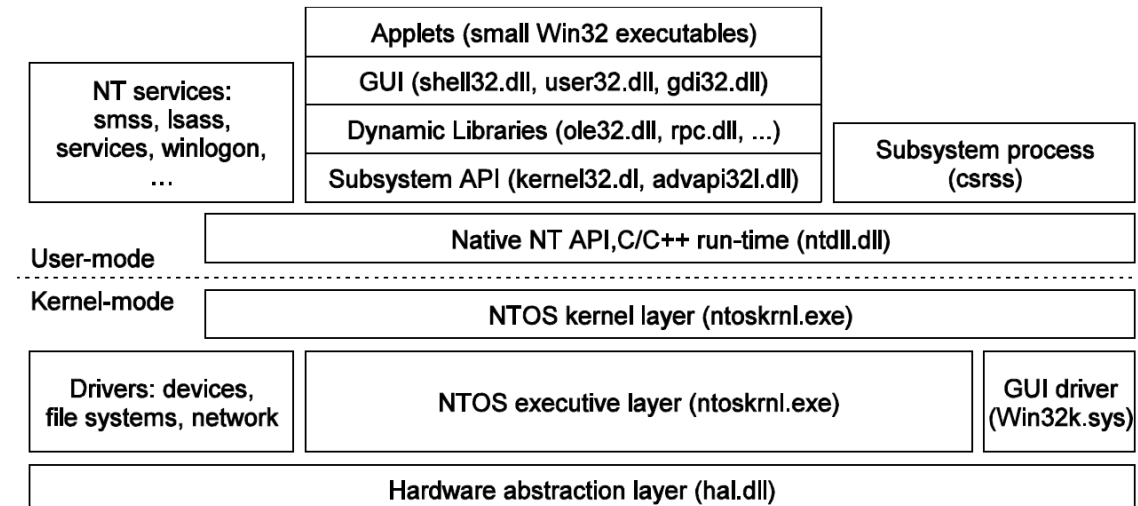 Applets (small Win32 executables)
GUI (shell32.dll, user32.dll, gdi32.dll)
Dynamic Libraries (ole32.dll, rpc.dll, ...)
Subsystem API (kernel32.dl, advapi32l.dll)
NT services:
smss, lsass,
services, winlogon,
...
Subsystem process
(csrss)
Native NT API,C/C++ run-time (ntdll.dll)
User-mode
Kernel-mode
NTOS kernel layer (ntoskrnl.exe)
Drivers: devices,
file systems, network
NTOS executive layer (ntoskrnl.exe)
GUI driver
(Win32k.sys)
Hardware abstraction layer (hal.dll)